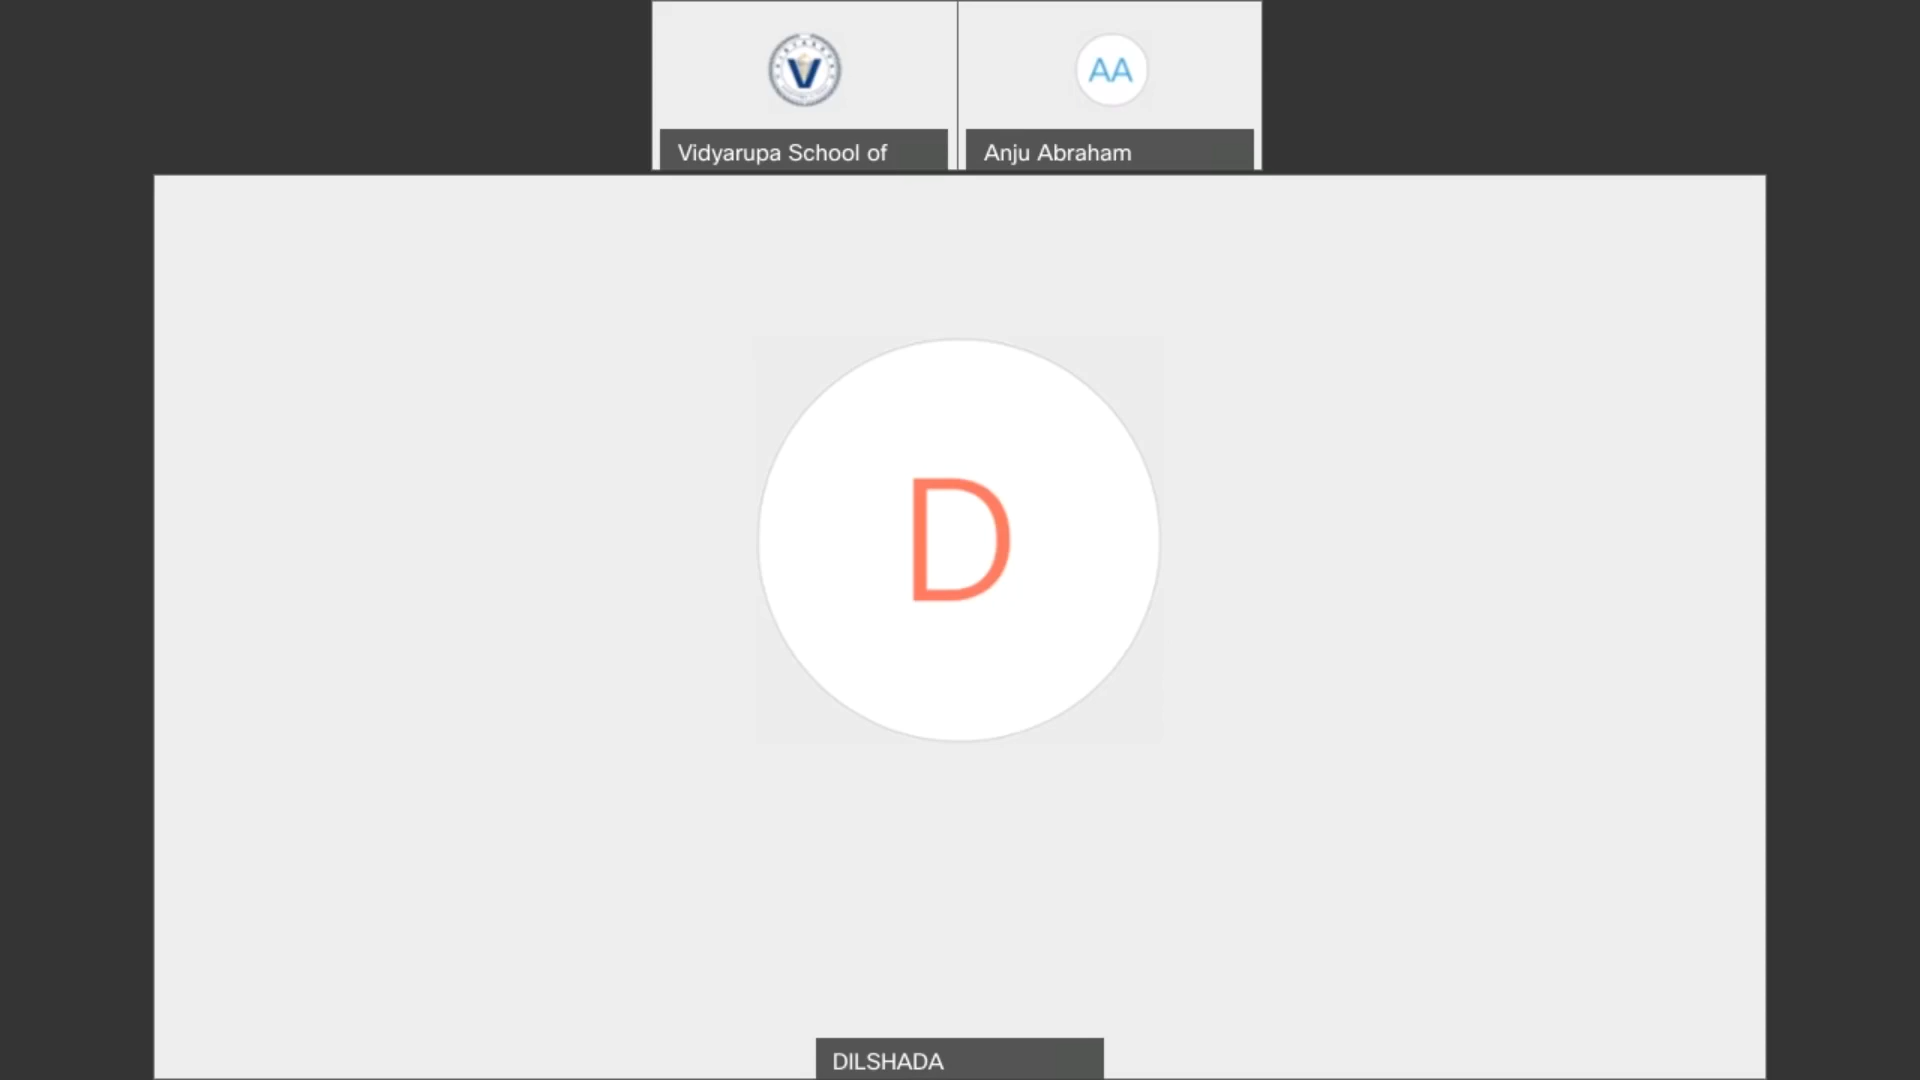 V
AA
Vidyarupa School of
Anju Abraham
D
DILSHADA